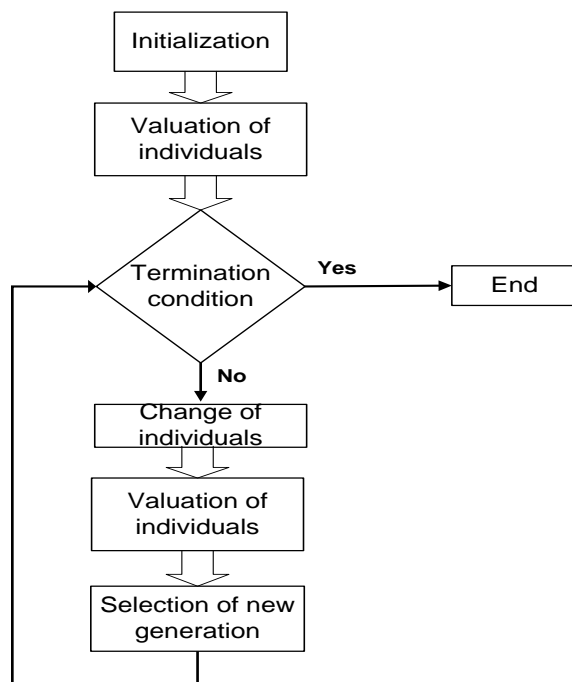 Initialization
Valuation of
individuals
Termination
condition
Yes
End
No
Change of
individuals
Valuation of
individuals
Selection of new
generation